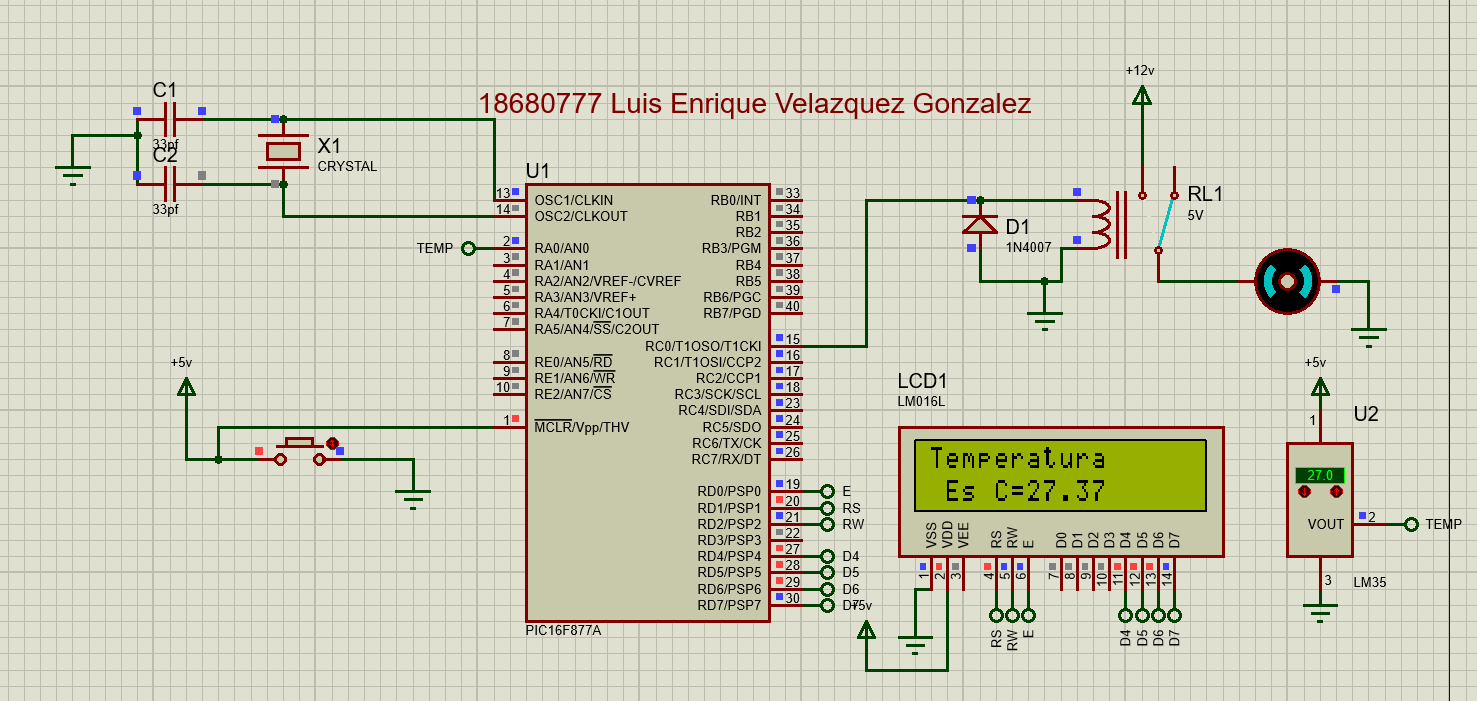 18680777 Luis Enrique Velazquez Gonzalez
C1
33pf
C2
33pf
X1
CRYSTAL
U1
13 OSC1/CLKIN
14 OSC2/CLKOUT
TEMP
2 RA0/AN0
3 RA1/AN1
4 RA2/AN2/VREF-/CVREF
5 RA3/AN3/VREF+
6 RA4/T0CKI/C1OUT
7 RA5/AN4/SS/C2OUT
8 RE0/AN5/RD
9 RE1/AN6/WR
10 RE2/AN7/CS
1 MCLR/Vpp/THV
RB0/INT 33
RB1 34
RB2 35
RB3/PGM 36
RB4 37
RB5 38
RB6/PGC 39
RB7/PGD 40
RC0/T1OSO/T1CKI 15
RC1/T1OSI/CCP2 16
RC2/CCP1 17
RC3/SCK/SCL 18
RC4/SDI/SDA 23
RC5/SDO 24
RC6/TX/CK 25
RC7/RX/DT 26
RD0/PSP0 19 E
RD1/PSP1 20 RS
RD2/PSP2 21 RW
RD3/PSP3 22
RD4/PSP4 27 D4
RD5/PSP5 28 D5
RD6/PSP6 29 D6
RD7/PSP7 30 D7
PIC16F877A
+5v
+5v
+12v
D1
1N4007
RL1
5V
LCD1
LM016L
Temperatura
Es C=27.37
VSS VDD VEE RS RW E D0 D1 D2 D3 D4 D5 D6 D7
1 2 3 4 5 6 7 8 9 10 11 12 13 14
RS RW E D4 D5 D6 D7
+5v
1
U2
27.0
VOUT 2 TEMP
3
LM35